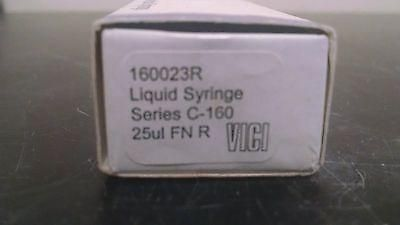 160023R
Liquid Syringe
Series C-160
25ul FN R VICI